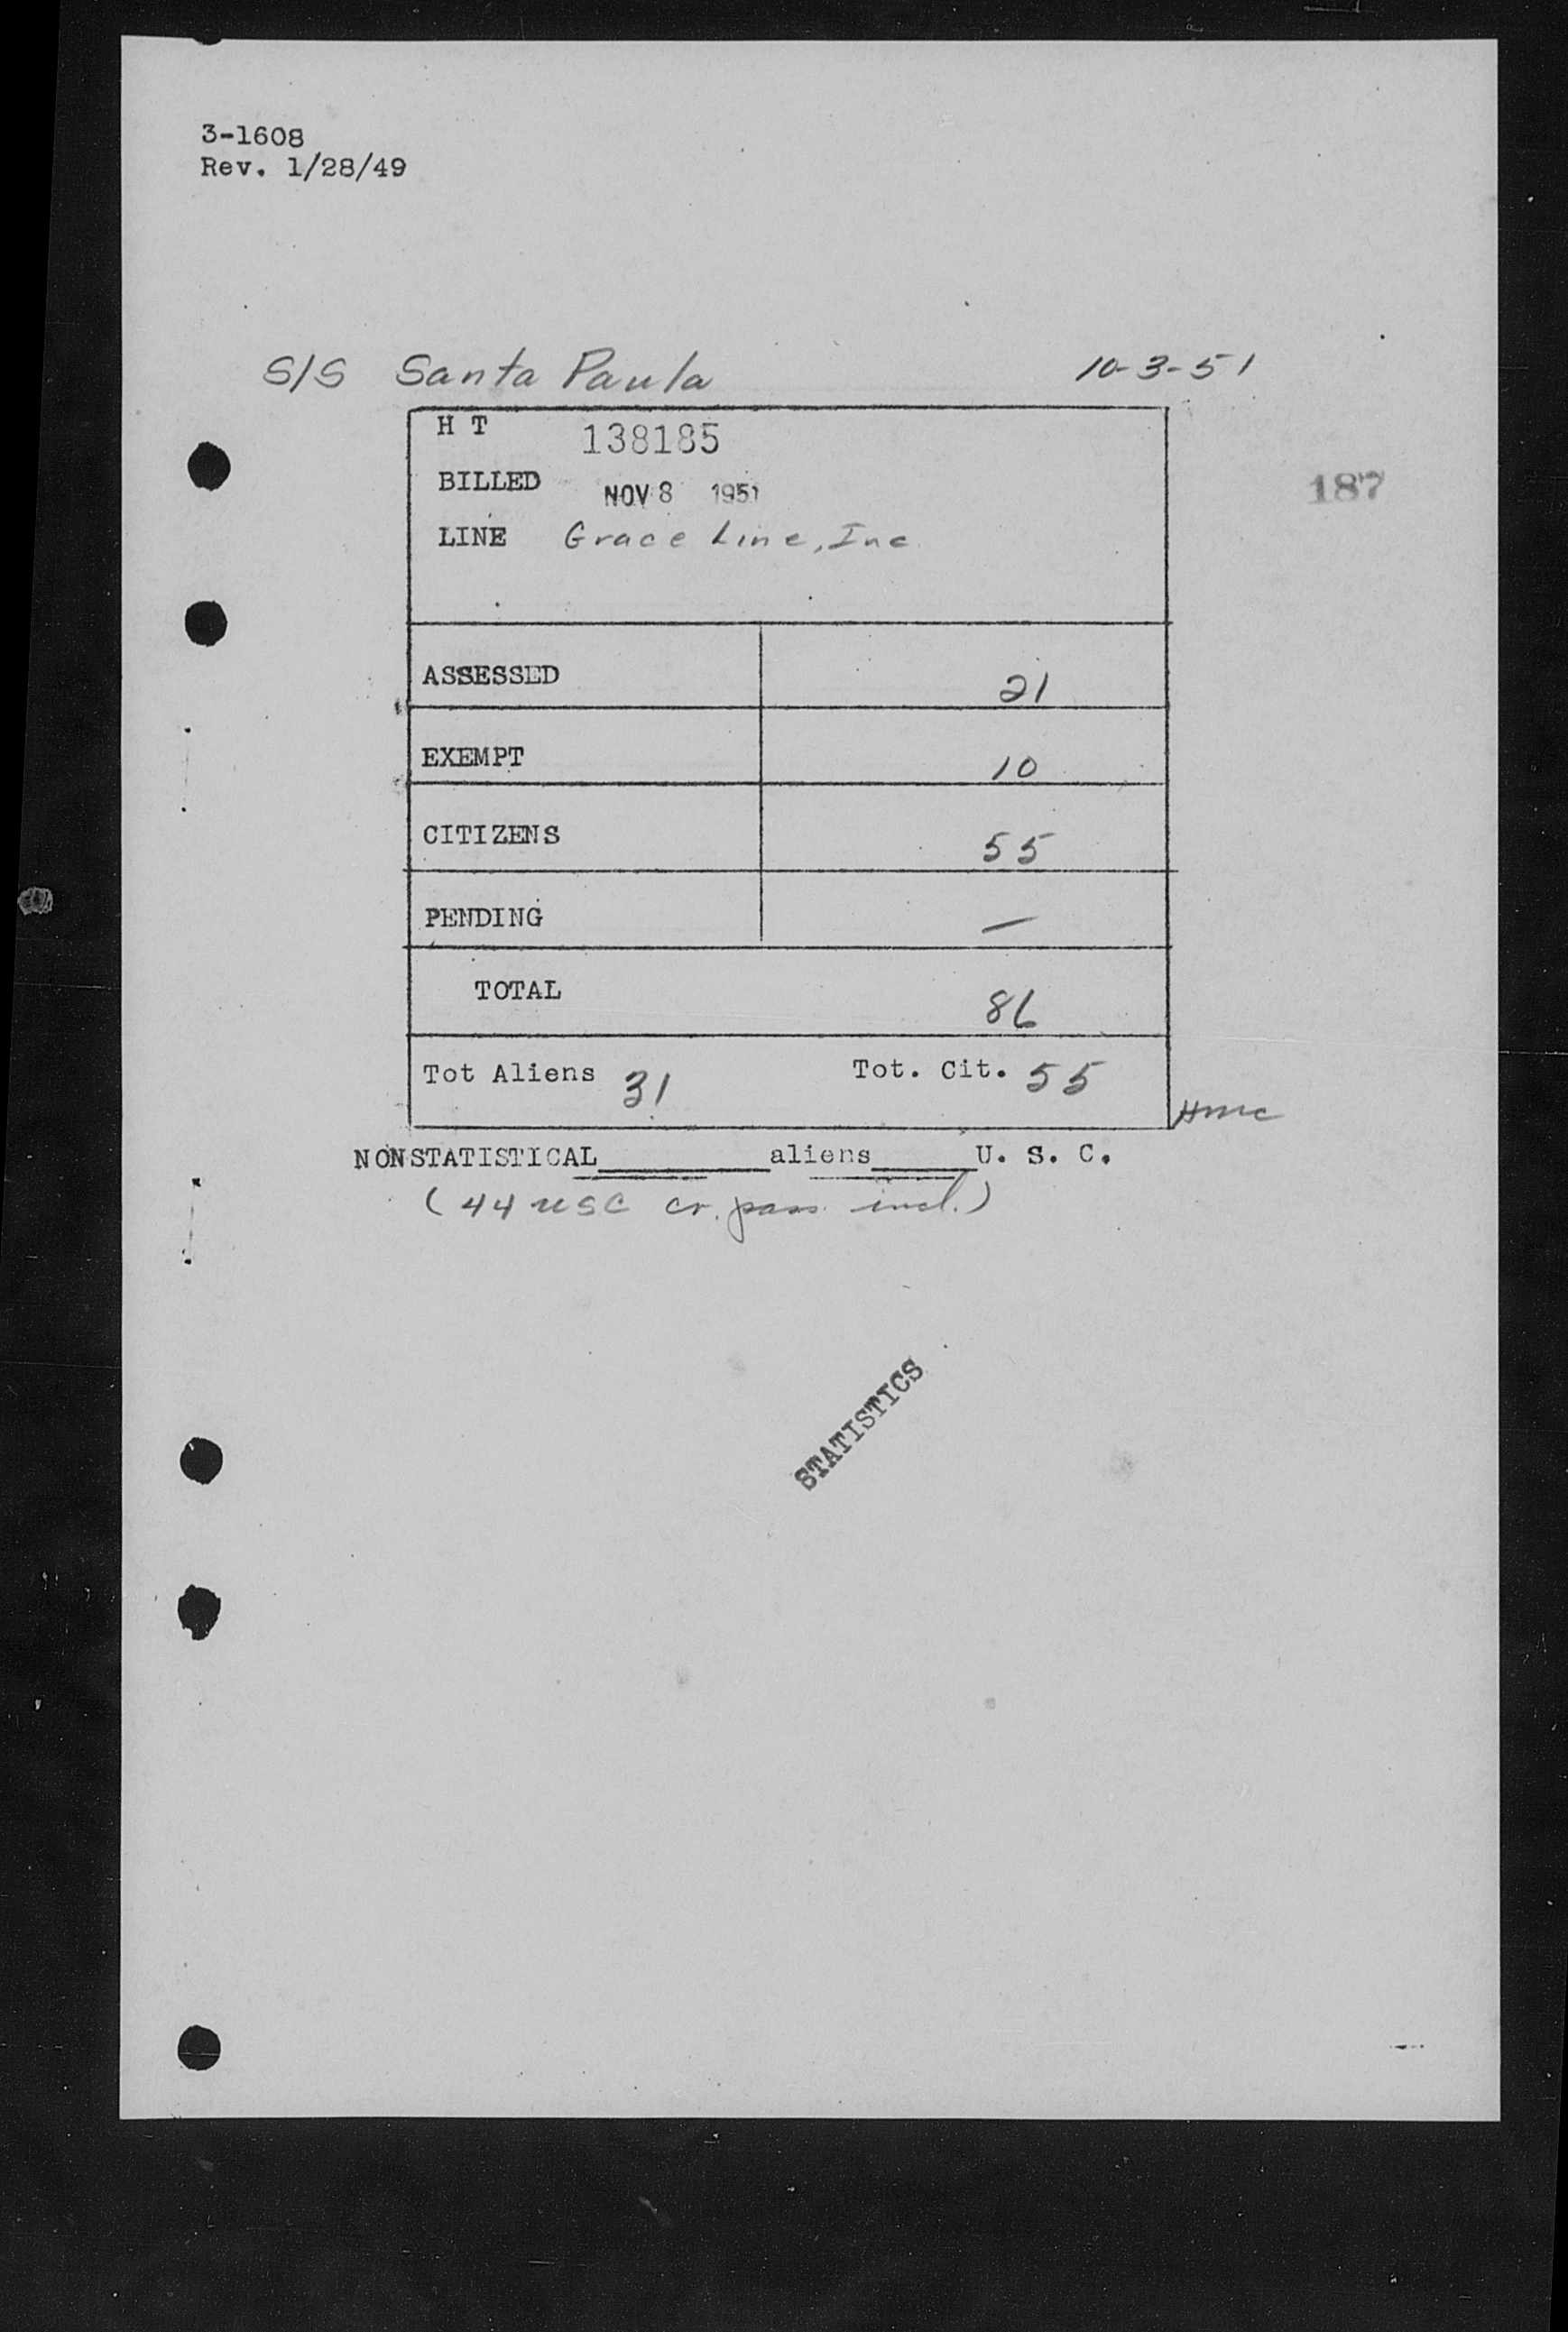 3-1608
Rev. 1/28/49
S/S Santa Paula 10-3-51
H T 138185
187
BILLED NOV 8 1951
LINE Grace Line, Inc
ASSESSED 21
EXEMPT 10
CITIZENS 55
PENDING —
TOTAL 86
Tot Aliens 31 Tot. Cit. 55
NONSTATISTICAL________aliens_____U. S. C.
(44 USC cr. pass. incl.)
STATISTICS